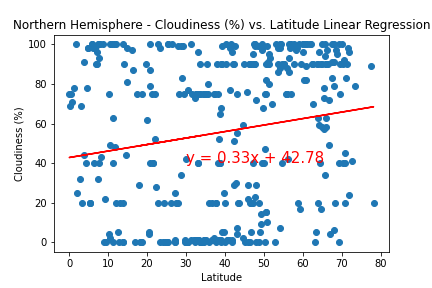 Northern Hemisphere - Cloudiness (%) vs. Latitude Linear Regression
Cloudiness (%)
100
80
60
40
20
0
y = 0.33x + 42.78
0 10 20 30 40 50 60 70 80
Latitude